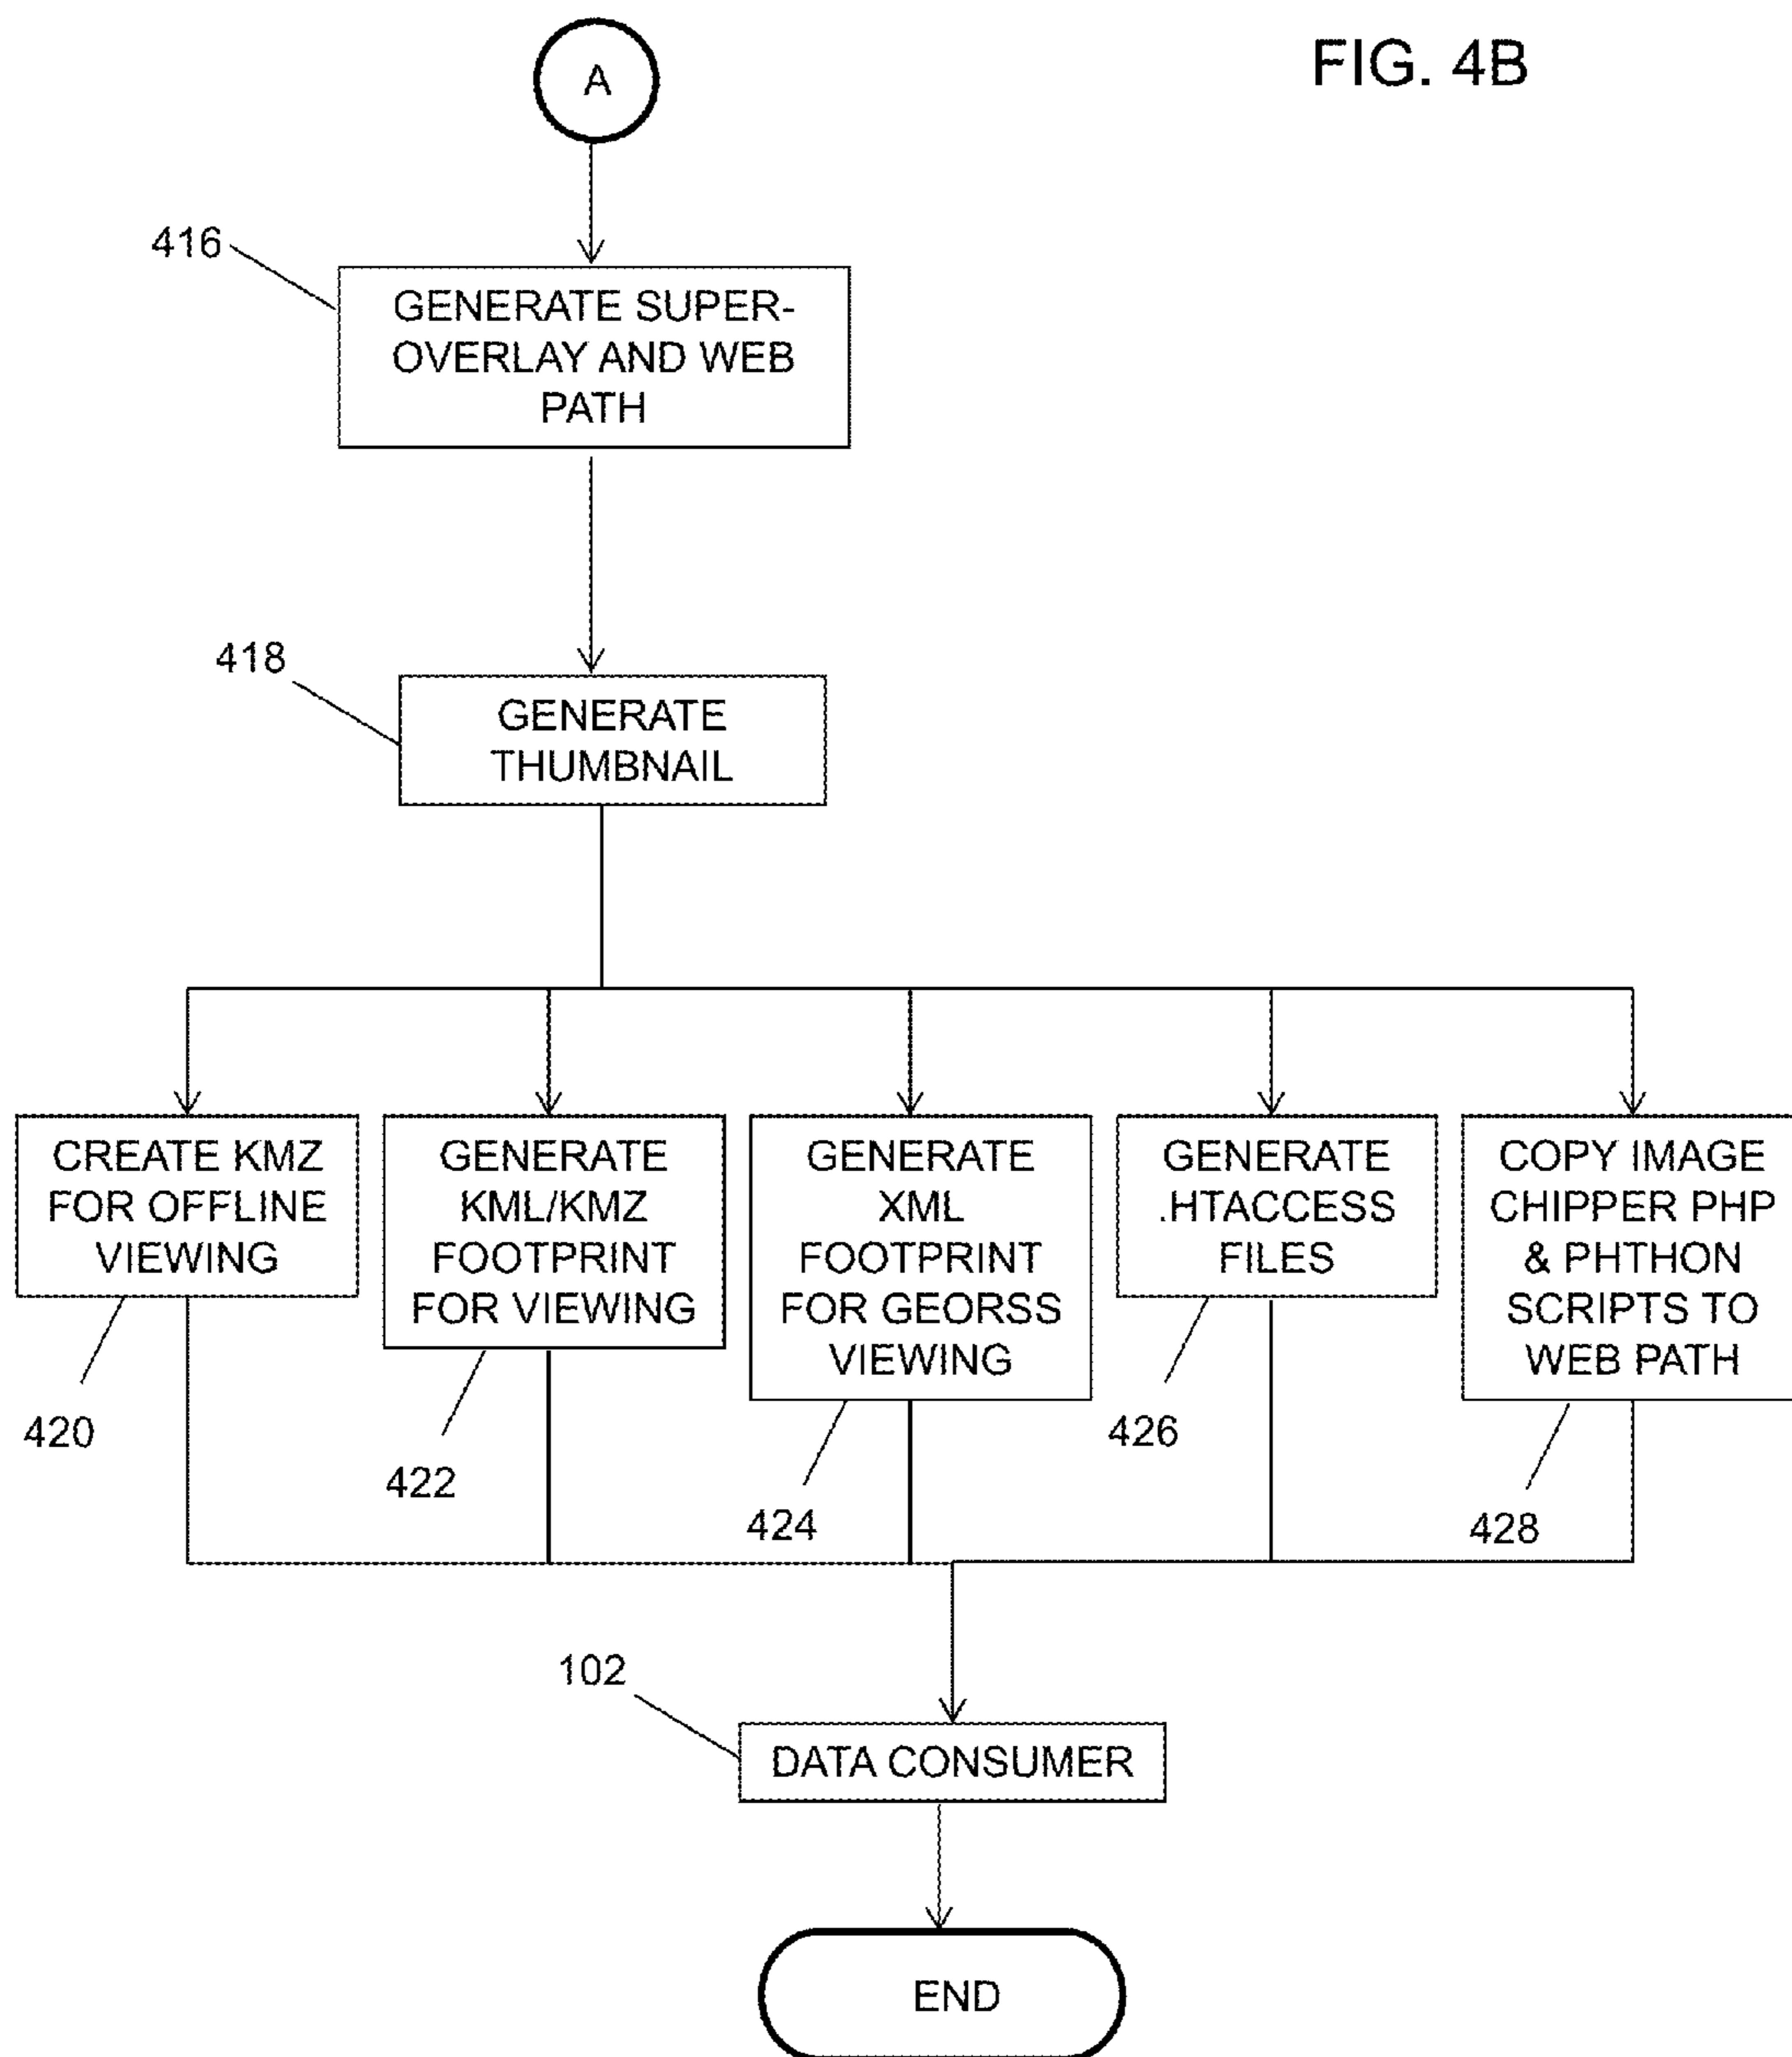 FIG. 4B
A
416
GENERATE SUPER-
OVERLAY AND WEB
PATH
418
GENERATE
THUMBNAIL
CREATE KMZ
FOR OFFLINE
VIEWING
420
GENERATE
KML/KMZ
FOOTPRINT
FOR VIEWING
422
GENERATE
XML
FOOTPRINT
FOR GEORSS
VIEWING
424
GENERATE
.HTACCESS
FILES
426
COPY IMAGE
CHIPPER PHP
& PHTHON
SCRIPTS TO
WEB PATH
428
102
DATA CONSUMER
END